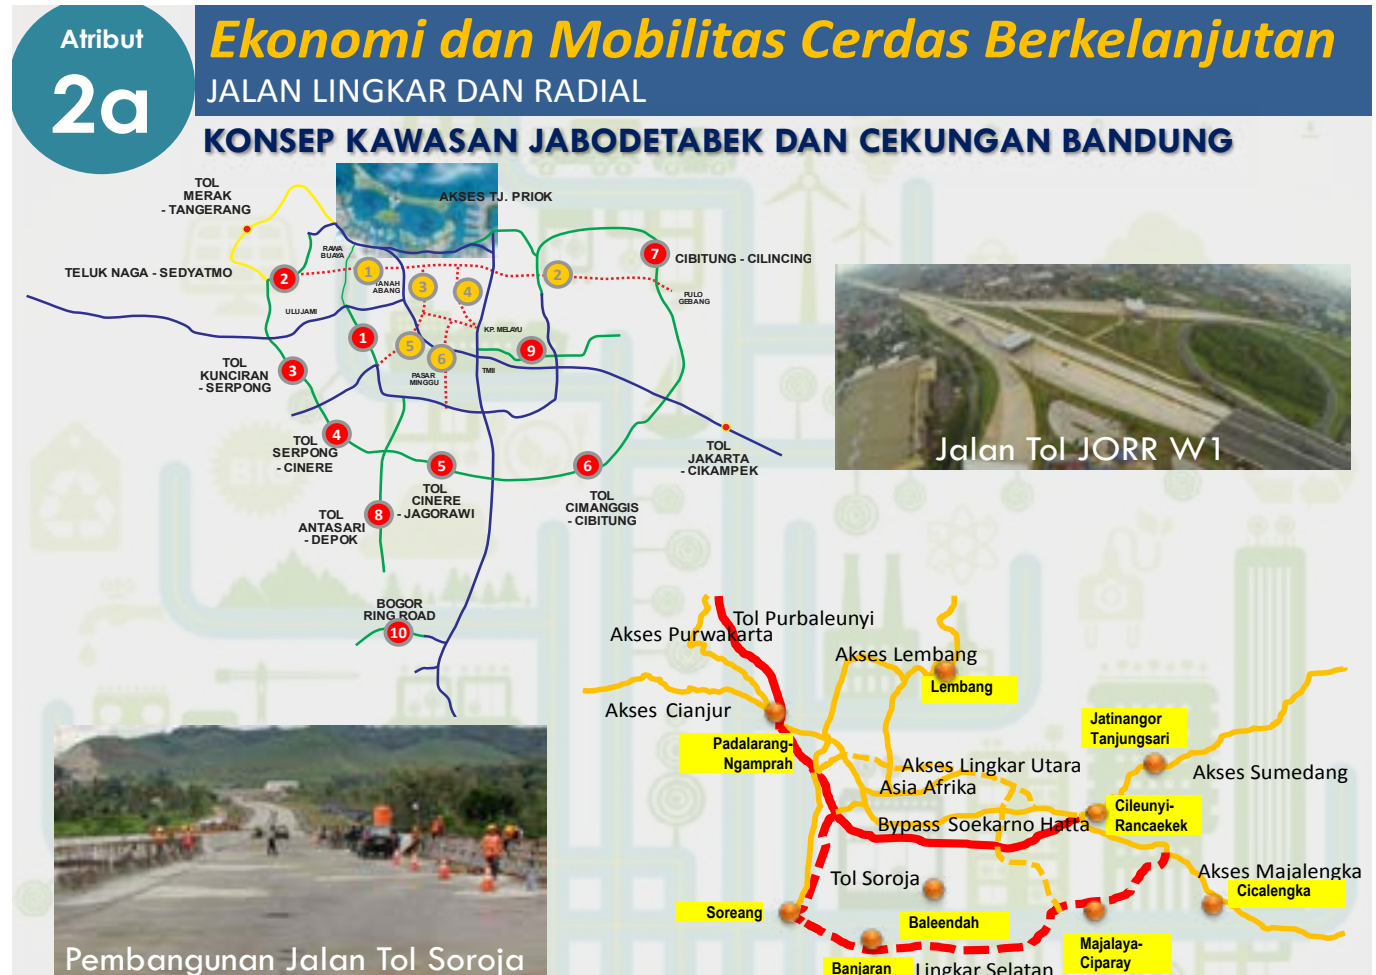 Atribut
2a
Ekonomi dan Mobilitas Cerdas Berkelanjutan
JALAN LINGKAR DAN RADIAL
KONSEP KAWASAN JABODETABEK DAN CEKUNGAN BANDUNG
TOL
MERAK
- TANGERANG
AKSES TJ. PRIOK
RAWA
BUAYA
7
CIBITUNG - CILINCING
TELUK NAGA - SEDYATMO
2
1
TANAH
ABANG
3
4
2
PULO
GEBANG
ULUJAMI
1
5
6
KP. MELAYU
9
TOL
KUNCIRAN
- SERPONG
3
PASAR
MINGGU
TMII
4
TOL
SERPONG
- CINERE
5
TOL
CINERE
- JAGORAWI
6
TOL
CIMANGGIS
- CIBITUNG
TOL
JAKARTA
- CIKAMPEK
TOL
ANTASARI
- DEPOK
8
BOGOR
RING ROAD
10
Jalan Tol JORR W1
Tol Purbaleunyi
Akses Purwakarta
Akses Lembang
Lembang
Akses Cianjur
Jatinangor
Tanjungsari
Padalarang-
Ngamprah
Akses Lingkar Utara
Akses Sumedang
Asia Afrika
Cileunyi-
Rancaekek
Bypass Soekarno Hatta
Akses Majalengka
Tol Soroja
Cicalengka
Soreang
Baleendah
Majalaya-
Ciparay
Banjaran
Lingkar Selatan
Pembangunan Jalan Tol Soroja